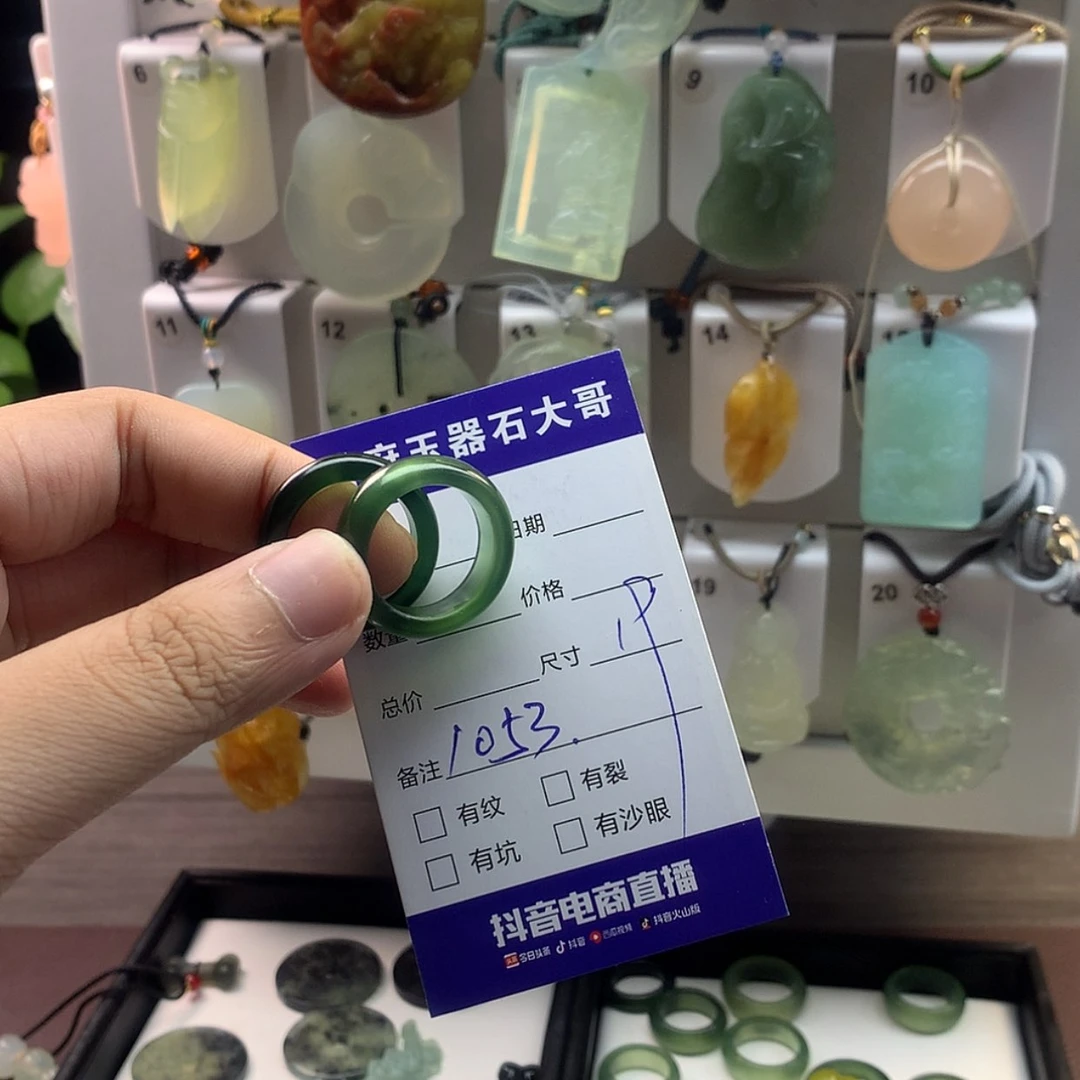 6
9
10
11
12
13
14
19
20
玉器石大哥
日期
价格
数量
尺寸
总价
备注 1053.
有纹 有裂
有坑 有沙眼
抖音电商直播
今日头条 抖音 西瓜视频 抖音火山版